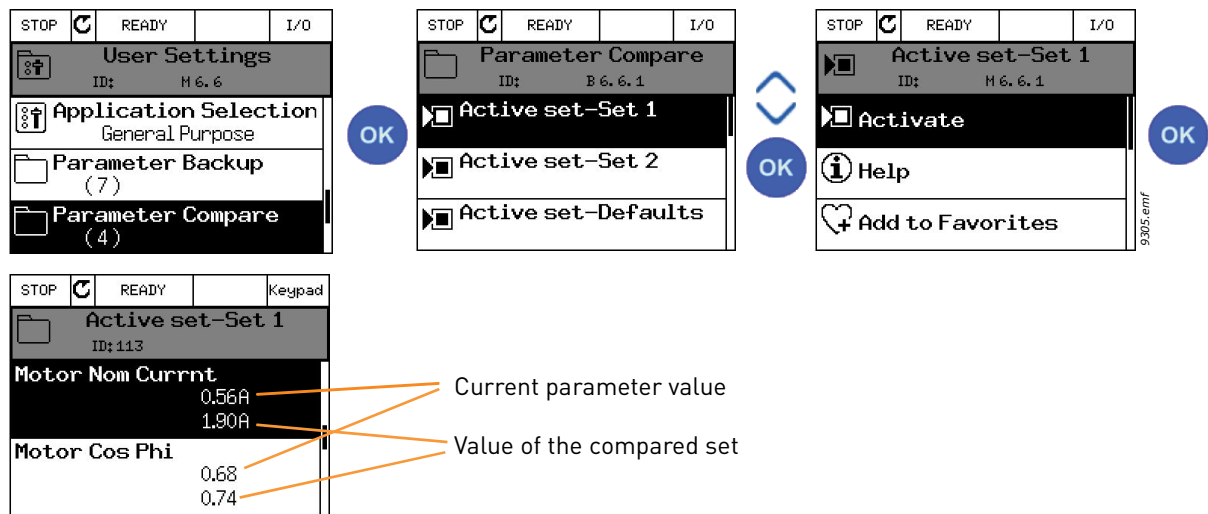 STOP READY I/O
User Settings
ID: M 6.6
Application Selection
General Purpose
Parameter Backup
(7)
Parameter Compare
(4)
OK
STOP READY I/O
Parameter Compare
ID: B 6.6.1
Active set-Set 1
Active set-Set 2
Active set-Defaults
OK
STOP READY I/O
Active set-Set 1
ID: M 6.6.1
Activate
Help
Add to Favorites
OK
9305.emf
STOP READY Keypad
Active set-Set 1
ID:113
Motor Nom Currnt
0.56A
1.90A
Motor Cos Phi
0.68
0.74
Current parameter value
Value of the compared set